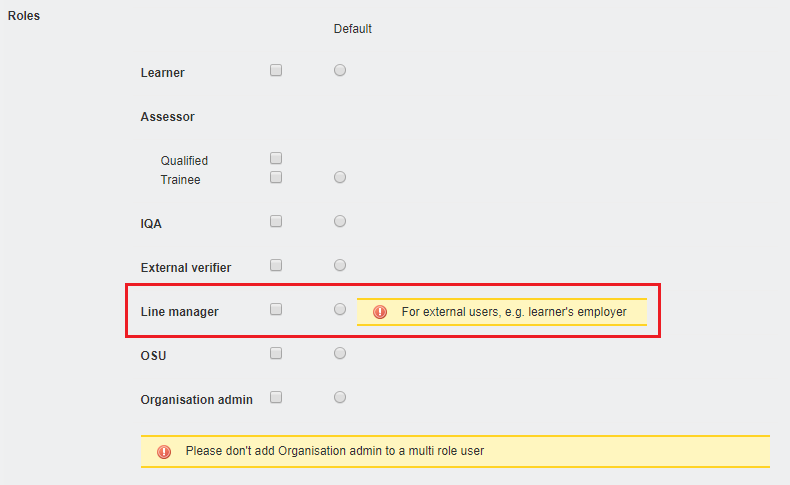 Roles
Default
Learner
Assessor
Qualified
Trainee
IQA
External verifier
Line manager For external users, e.g. learner's employer
OSU
Organisation admin
Please don't add Organisation admin to a multi role user